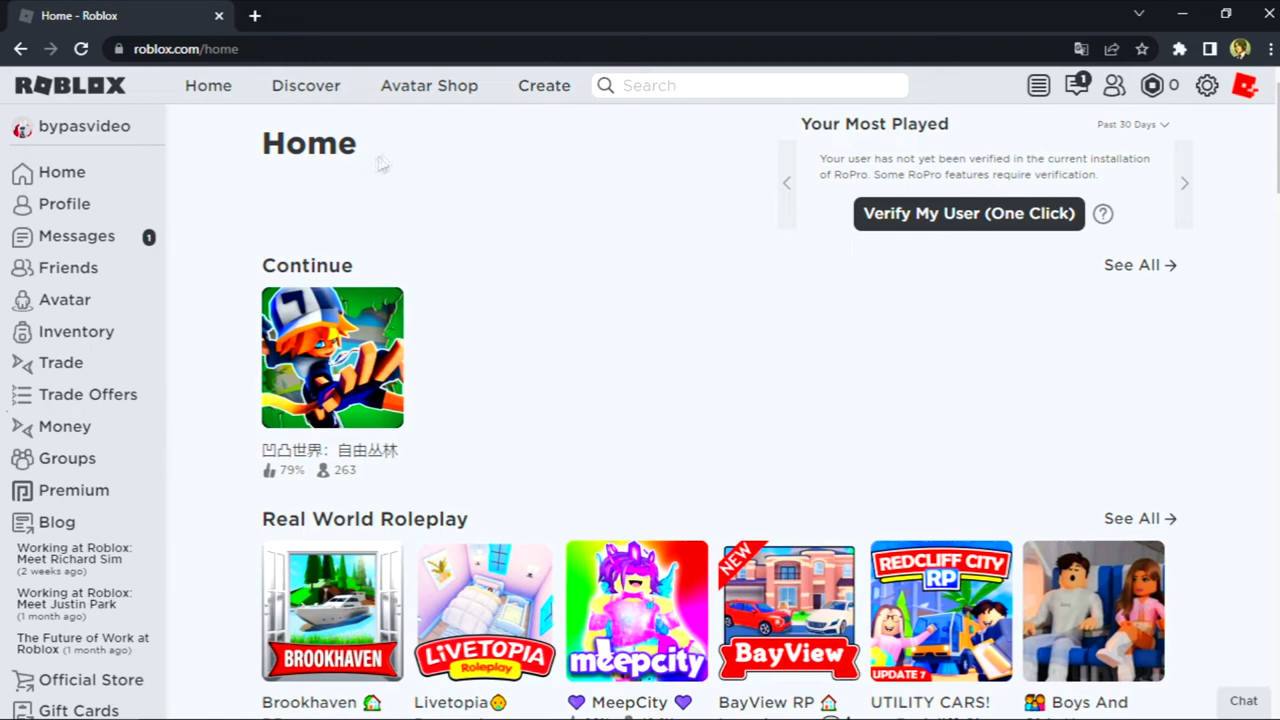 Home - Roblox
roblox.com/home
ROBLOX
Home
Discover
Avatar Shop
Create
Search
1
0
bypasvideo
Home
Profile
Messages
1
Friends
Avatar
Inventory
Trade
Trade Offers
Money
Groups
Premium
Blog
Working at Roblox:
Meet Richard Sim
(2 weeks ago)
Working at Roblox:
Meet Justin Park
(1 month ago)
The Future of Work at
Roblox (1 month ago)
Official Store
Gift Cards
Home
Your Most Played
Past 30 Days
Your user has not yet been verified in the current installation
of RoPro. Some RoPro features require verification.
Verify My User (One Click)
?
Continue
See All
凹凸世界：自由丛林
79%
263
Real World Roleplay
See All
BROOKHAVEN
LIVETOPIA
Roleplay
meepcity
NEW
BayView
REDCLIFF CITY
RP
UPDATE 7
Brookhaven
Livetopia
MeepCity
BayView RP
UTILITY CARS!
Boys And
Chat